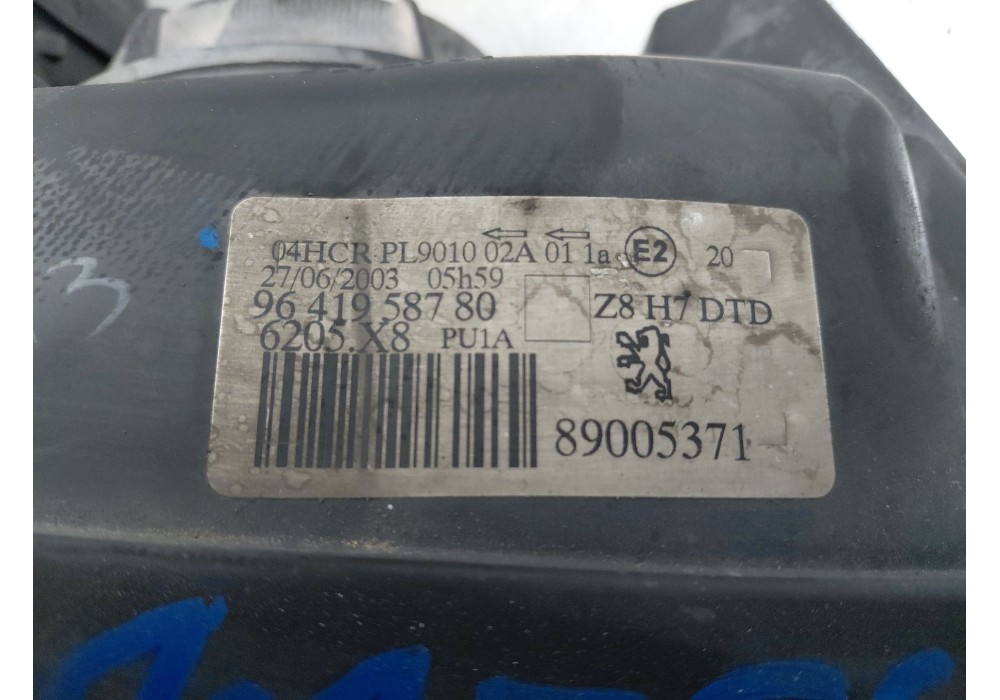 04HCR PL9010 02A 01 1a E2 20
27/06/2003 05h59
96 419 587 80 Z8 H7 DTD
6205.X8 PU1A
89005371
3